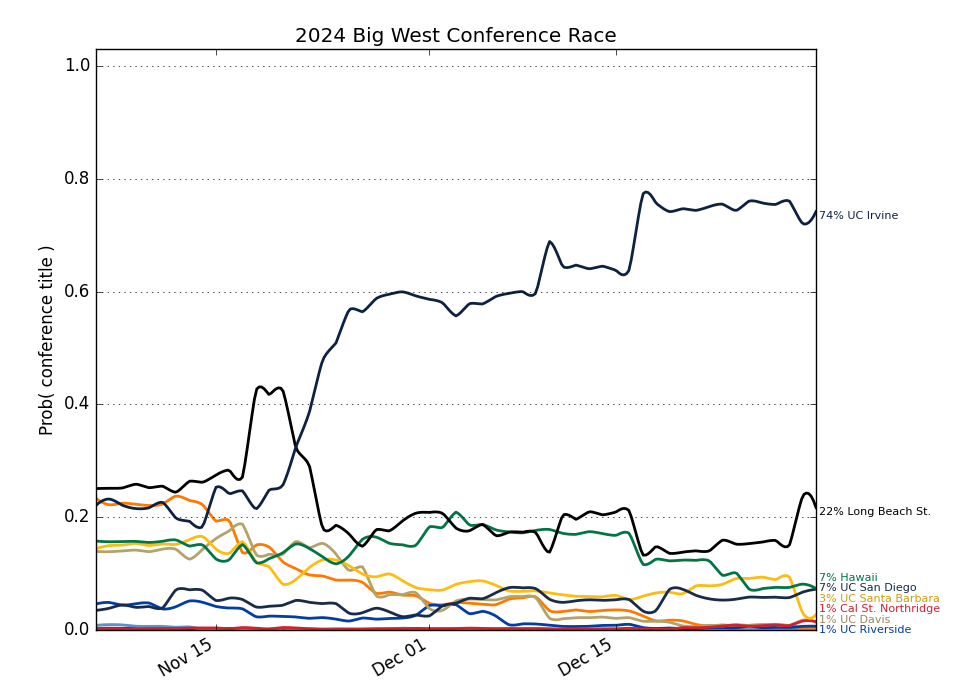 2024 Big West Conference Race
Prob( conference title )
1.0
0.8
0.6
0.4
0.2
0.0
74% UC Irvine
22% Long Beach St.
7% Hawaii
7% UC San Diego
3% UC Santa Barbara
1% Cal St. Northridge
1% UC Davis
1% UC Riverside
Nov 15
Dec 01
Dec 15